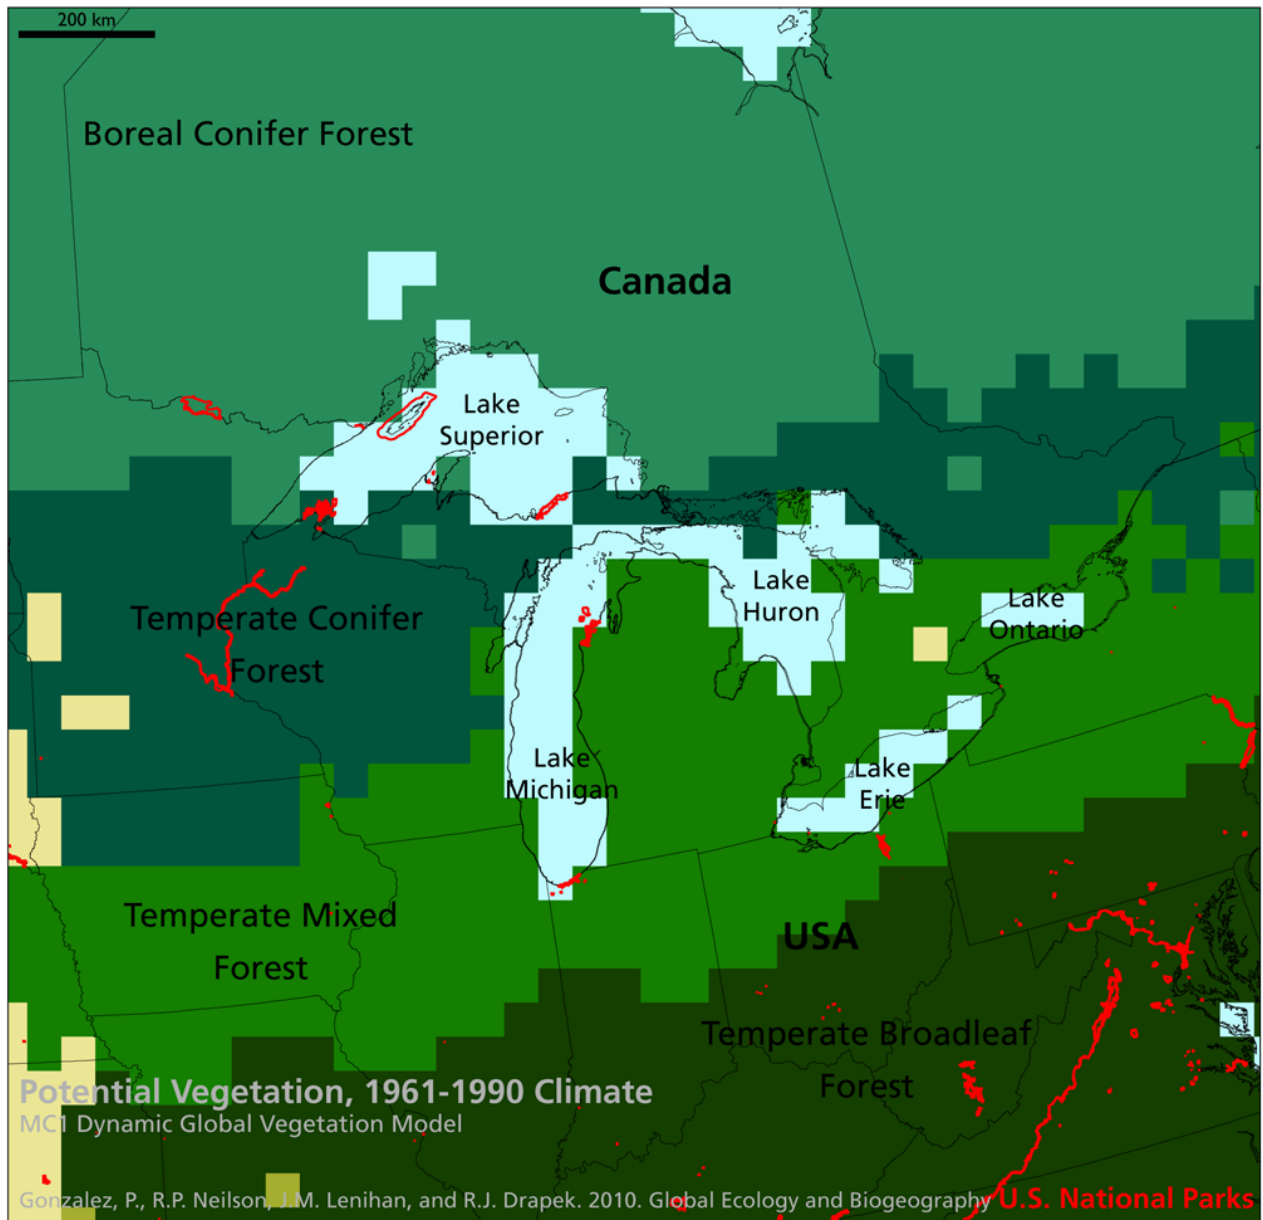 200 km
Boreal Conifer Forest
Canada
Lake
Superior
Lake
Huron
Lake
Ontario
Temperate Conifer
Forest
Lake
Michigan
Lake
Erie
Temperate Mixed
Forest
USA
Temperate Broadleaf
Forest
Potential Vegetation, 1961-1990 Climate
MC1 Dynamic Global Vegetation Model
Gonzalez, P., R.P. Neilson, J.M. Lenihan, and R.J. Drapek. 2010. Global Ecology and Biogeography U.S. National Parks